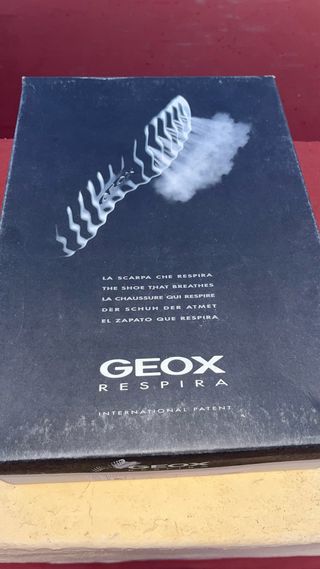 GEOX
LA SCARPA CHE RESPIRA
THE SHOE THAT BREATHES
LA CHAUSSURE QUI RESPIRE
DER SCHUH DER ATMET
EL ZAPATO QUE RESPIRA
GEOX
RESPIRA
INTERNATIONAL PATENT
GEOX